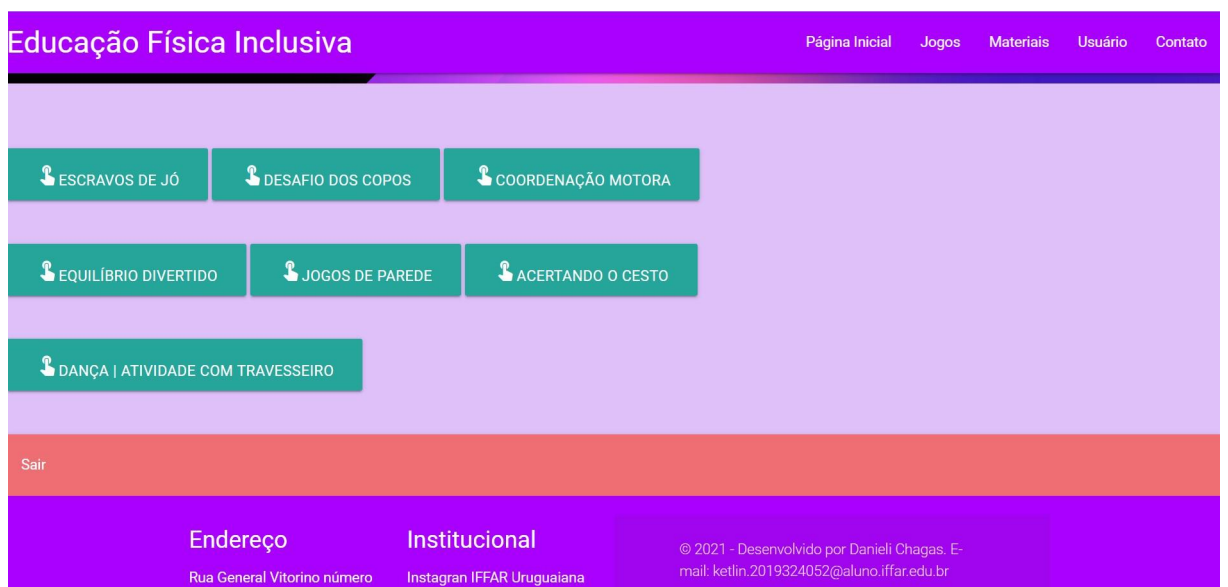 Educação Física Inclusiva
Página Inicial Jogos Materiais Usuário Contato
ESCRAVOS DE JÓ DESAFIO DOS COPOS COORDENAÇÃO MOTORA
EQUILÍBRIO DIVERTIDO JOGOS DE PAREDE ACERTANDO O CESTO
DANÇA | ATIVIDADE COM TRAVESSEIRO
Sair
Endereço
Rua General Vitorino número
Institucional
Instagran IFFAR Uruguaiana
© 2021 - Desenvolvido por Danieli Chagas. E-
mail: ketlin.2019324052@aluno.iffar.edu.br